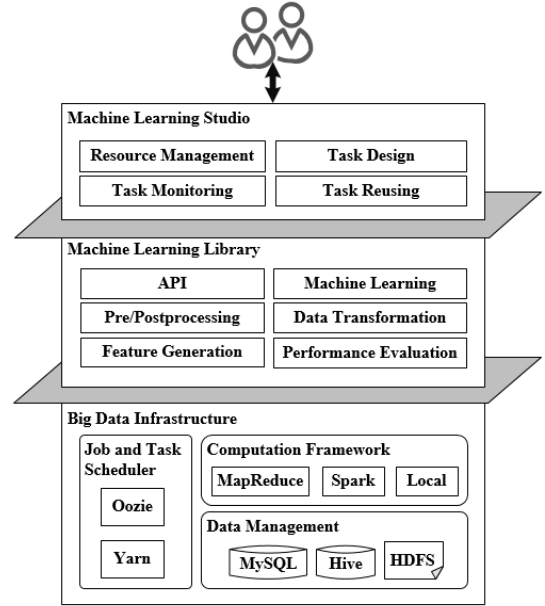 Machine Learning Studio
Resource Management
Task Design
Task Monitoring
Task Reusing
Machine Learning Library
API
Machine Learning
Pre/Postprocessing
Data Transformation
Feature Generation
Performance Evaluation
Big Data Infrastructure
Job and Task
Scheduler
Oozie
Yarn
Computation Framework
MapReduce
Spark
Local
Data Management
MySQL
Hive
HDFS